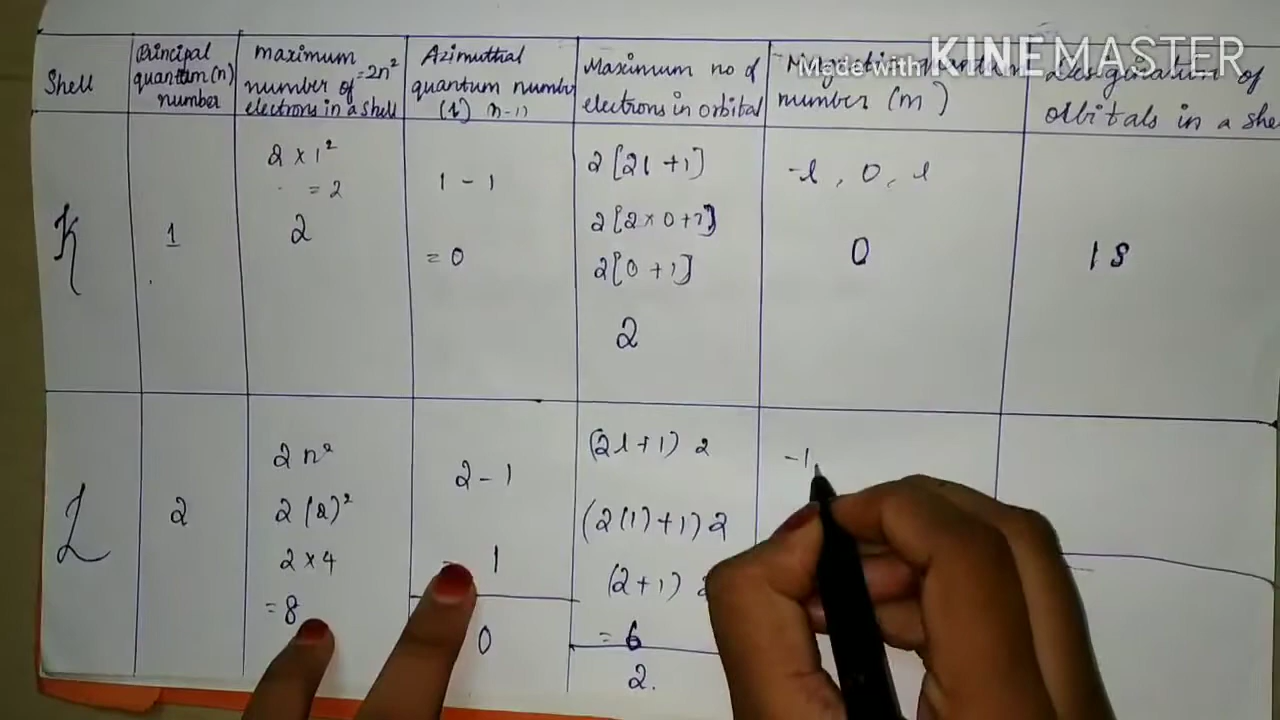 Shell
Principal
quantum (n)
number
maximum
number of = 2n²
electrons in a shell
Azimuthal
quantum number
(l) n-1
Maximum no of
electrons in orbital
number (m)
Made with KINEMASTER
Desgination of
orbitals in a she
K
1
2 x 1²
= 2
2
1 - 1
= 0
2[2l + 1]
2[2 x 0 + 1]
2[0 + 1]
2
-l, 0, l
0
1s
L
2
2n²
2(2)²
2 x 4
= 8
2 - 1
1
0
(2l + 1) 2
(2(1) + 1) 2
(2 + 1) 2
= 6
2.
-1,